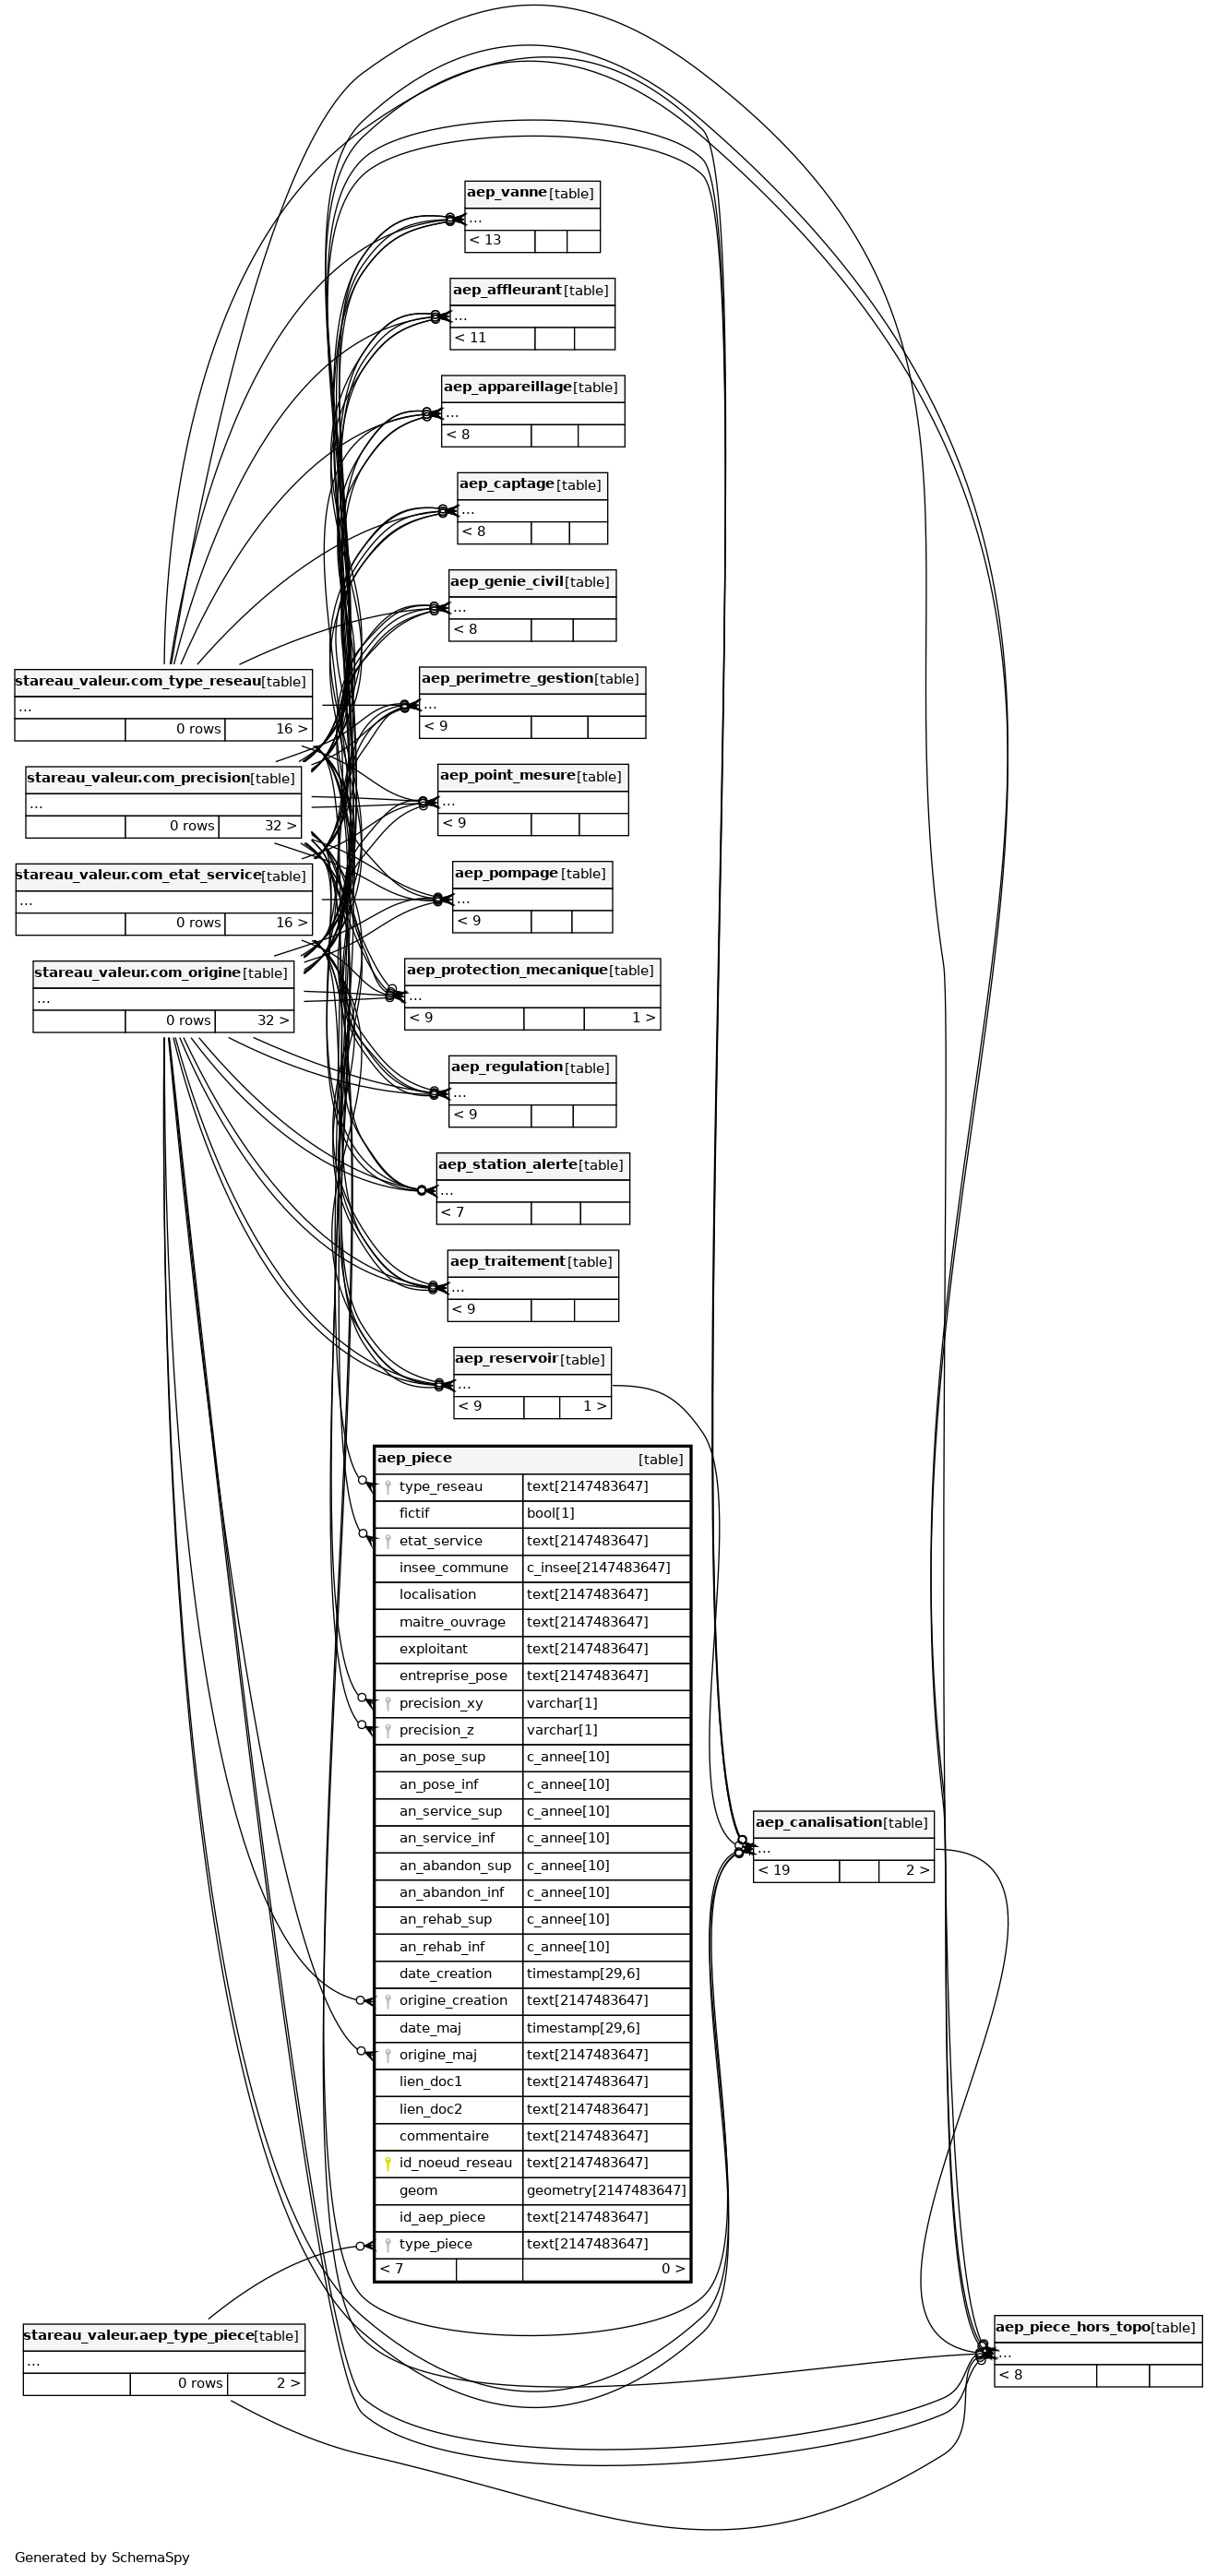 aep_vanne [table]
...
< 13
aep_affleurant [table]
...
< 11
aep_appareillage [table]
...
< 8
aep_captage [table]
...
< 8
aep_genie_civil [table]
...
< 8
stareau_valeur.com_type_reseau [table]
...
0 rows 16 >
aep_perimetre_gestion [table]
...
< 9
stareau_valeur.com_precision [table]
...
0 rows 32 >
aep_point_mesure [table]
...
< 9
stareau_valeur.com_etat_service [table]
...
0 rows 16 >
aep_pompage [table]
...
< 9
stareau_valeur.com_origine [table]
...
0 rows 32 >
aep_protection_mecanique [table]
...
< 9 1 >
aep_regulation [table]
...
< 9
aep_station_alerte [table]
...
< 7
aep_traitement [table]
...
< 9
aep_reservoir [table]
...
< 9 1 >
aep_piece [table]
type_reseau text[2147483647]
fictif bool[1]
etat_service text[2147483647]
insee_commune c_insee[2147483647]
localisation text[2147483647]
maitre_ouvrage text[2147483647]
exploitant text[2147483647]
entreprise_pose text[2147483647]
precision_xy varchar[1]
precision_z varchar[1]
an_pose_sup c_annee[10]
an_pose_inf c_annee[10]
an_service_sup c_annee[10]
an_service_inf c_annee[10]
an_abandon_sup c_annee[10]
an_abandon_inf c_annee[10]
an_rehab_sup c_annee[10]
an_rehab_inf c_annee[10]
date_creation timestamp[29,6]
origine_creation text[2147483647]
date_maj timestamp[29,6]
origine_maj text[2147483647]
lien_doc1 text[2147483647]
lien_doc2 text[2147483647]
commentaire text[2147483647]
id_noeud_reseau text[2147483647]
geom geometry[2147483647]
id_aep_piece text[2147483647]
type_piece text[2147483647]
< 7 0 >
aep_canalisation [table]
...
< 19 2 >
stareau_valeur.aep_type_piece [table]
...
0 rows 2 >
aep_piece_hors_topo [table]
...
< 8
Generated by SchemaSpy